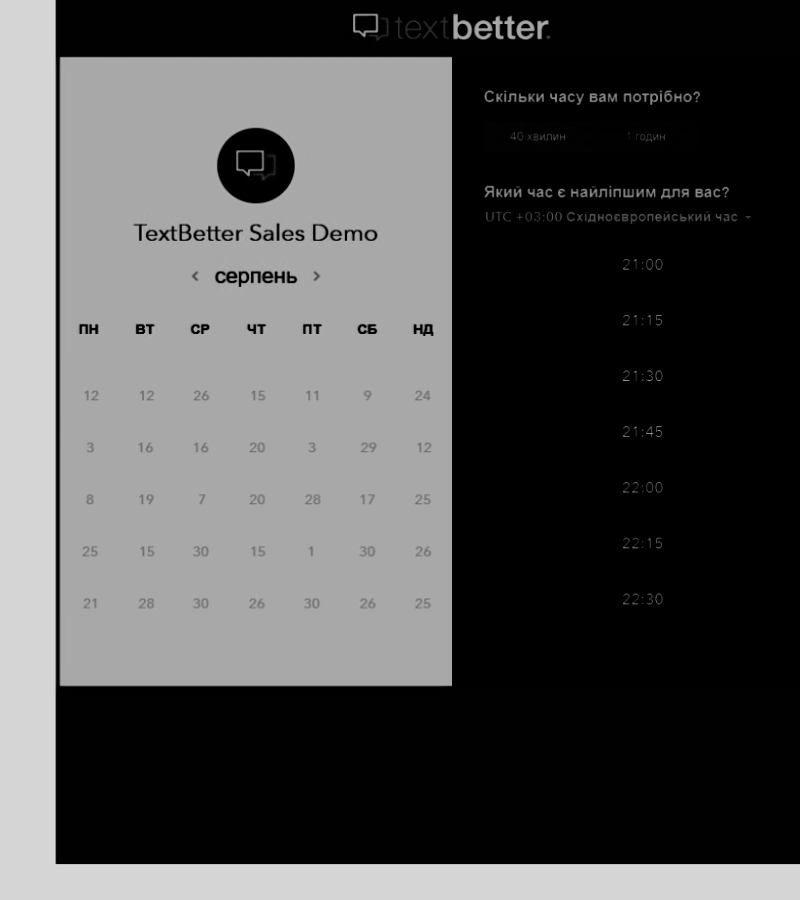 textbetter.
TextBetter Sales Demo
< серпень >
ПН ВТ СР ЧТ ПТ СБ НД
12 12 26 15 11 9 24
3 16 16 20 3 29 12
8 19 7 20 28 17 25
25 15 30 15 1 30 26
21 28 30 26 30 26 25
Скільки часу вам потрібно?
40 хвилин 1 годин
Який час є найліпшим для вас?
UTC +03:00 Східноєвропейський час
21:00
21:15
21:30
21:45
22:00
22:15
22:30